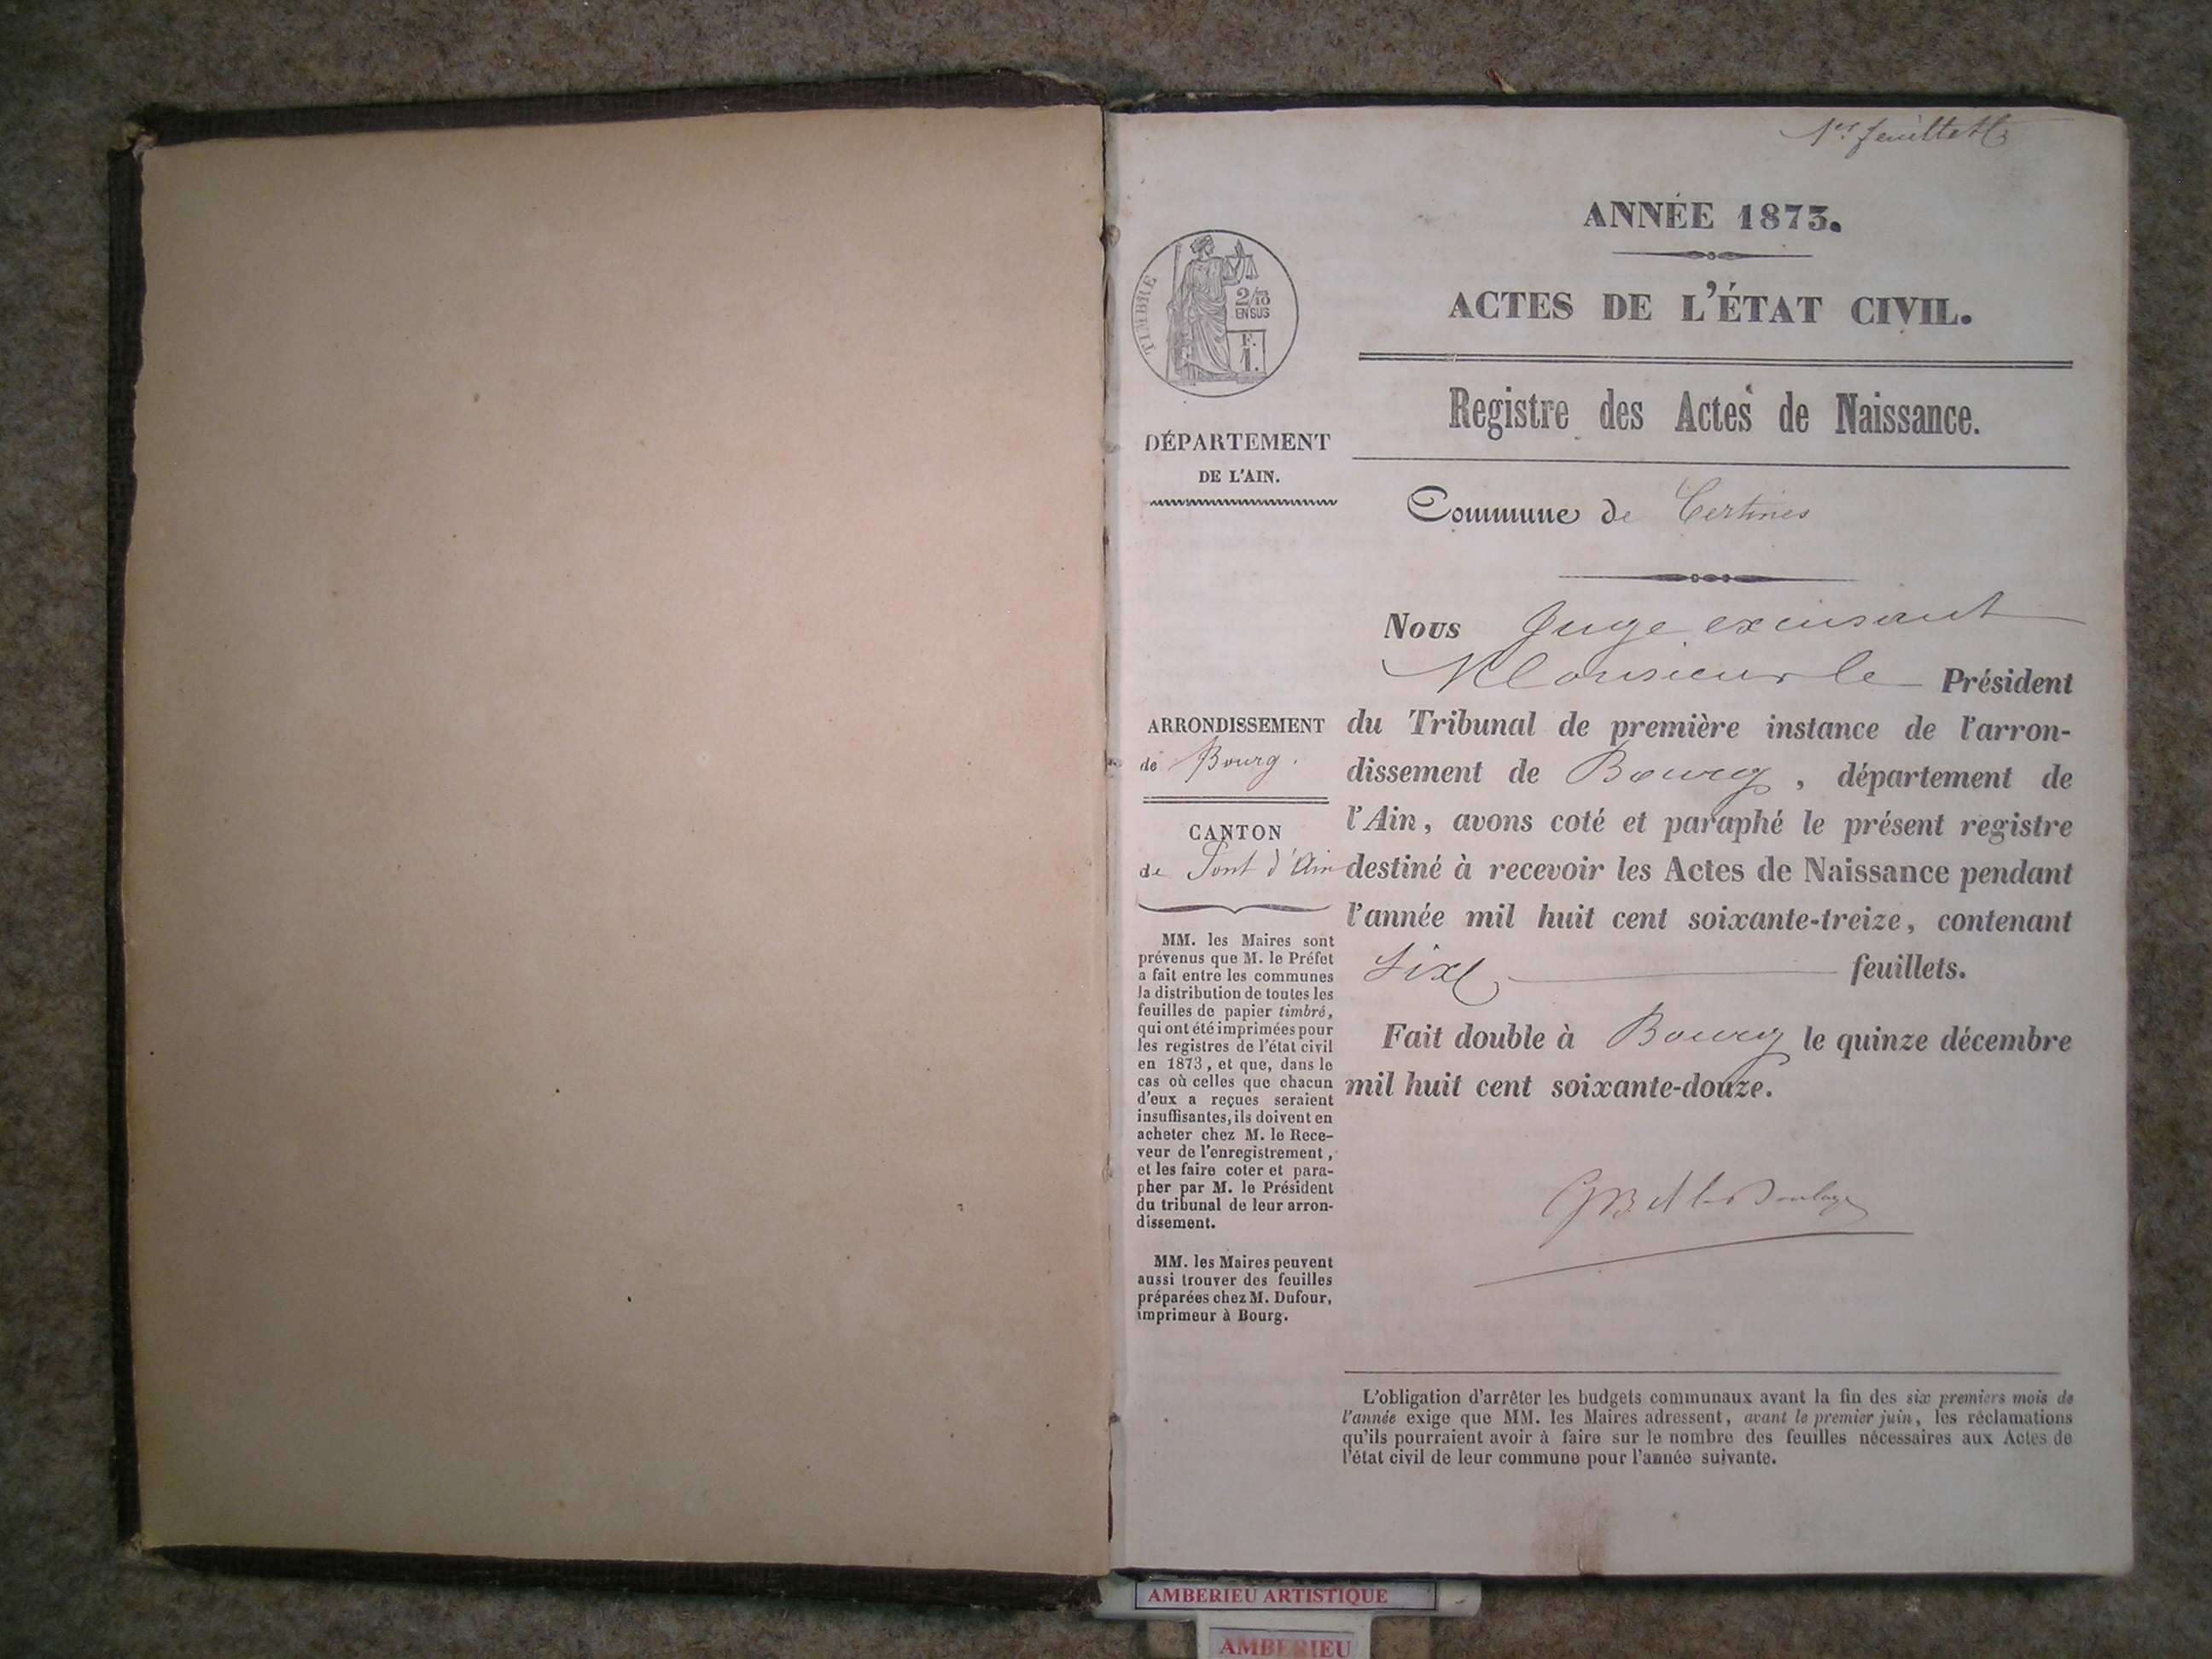 1er feuillet
ANNÉE 1873.
ACTES DE L'ÉTAT CIVIL.
Registre des Actes de Naissance.
TIMBRE
2/10
EN SUS
F.
1.
DÉPARTEMENT
DE L'AIN.
Commune de Certines
Nous Juge excusant
Monsieur le Président
du Tribunal de première instance de l'arron-
dissement de Bourg, département de
l'Ain, avons coté et paraphé le présent registre
destiné à recevoir les Actes de Naissance pendant
l'année mil huit cent soixante-treize, contenant
Six feuillets.
Fait double à Bourg le quinze décembre
mil huit cent soixante-douze.
ARRONDISSEMENT
de Bourg.
CANTON
de Pont d'Ain
MM. les Maires sont
prévenus que M. le Préfet
a fait entre les communes
la distribution de toutes les
feuilles de papier timbré,
qui ont été imprimées pour
les registres de l'état civil
en 1873, et que, dans le
cas où celles que chacun
d'eux a reçues seraient
insuffisantes, ils doivent en
acheter chez M. le Rece-
veur de l'enregistrement,
et les faire coter et para-
pher par M. le Président
du tribunal de leur arron-
dissement.
MM. les Maires peuvent
aussi trouver des feuilles
préparées chez M. Dufour,
imprimeur à Bourg.
L'obligation d'arrêter les budgets communaux avant la fin des six premiers mois de
l'année exige que MM. les Maires adressent, avant le premier juin, les réclamations
qu'ils pourraient avoir à faire sur le nombre des feuilles nécessaires aux Actes de
l'état civil de leur commune pour l'année suivante.
AMBERIEU ARTISTIQUE
AMBERIEU